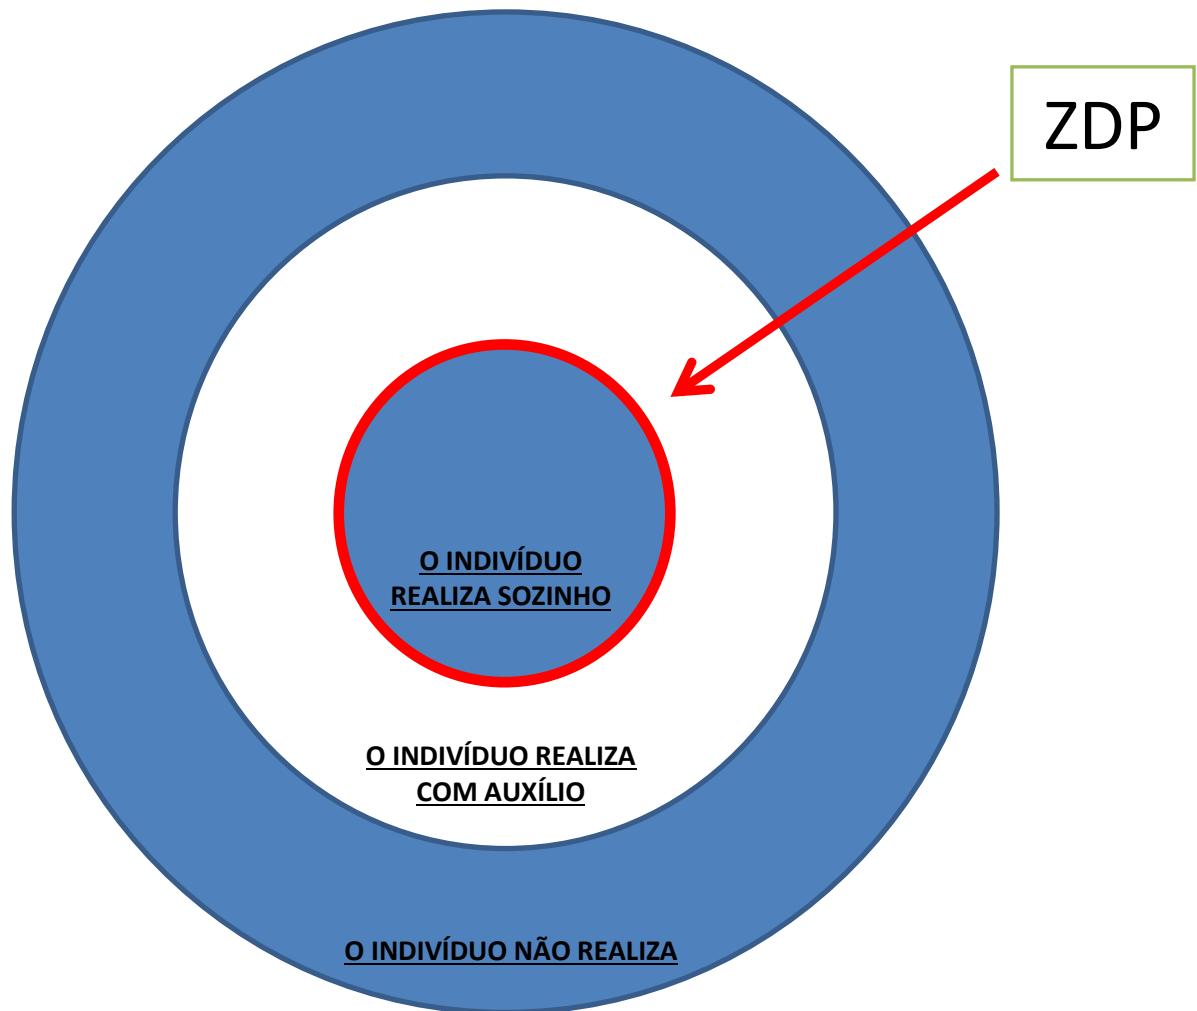 ZDP
O INDIVÍDUO
REALIZA SOZINHO
O INDIVÍDUO REALIZA
COM AUXÍLIO
O INDIVÍDUO NÃO REALIZA